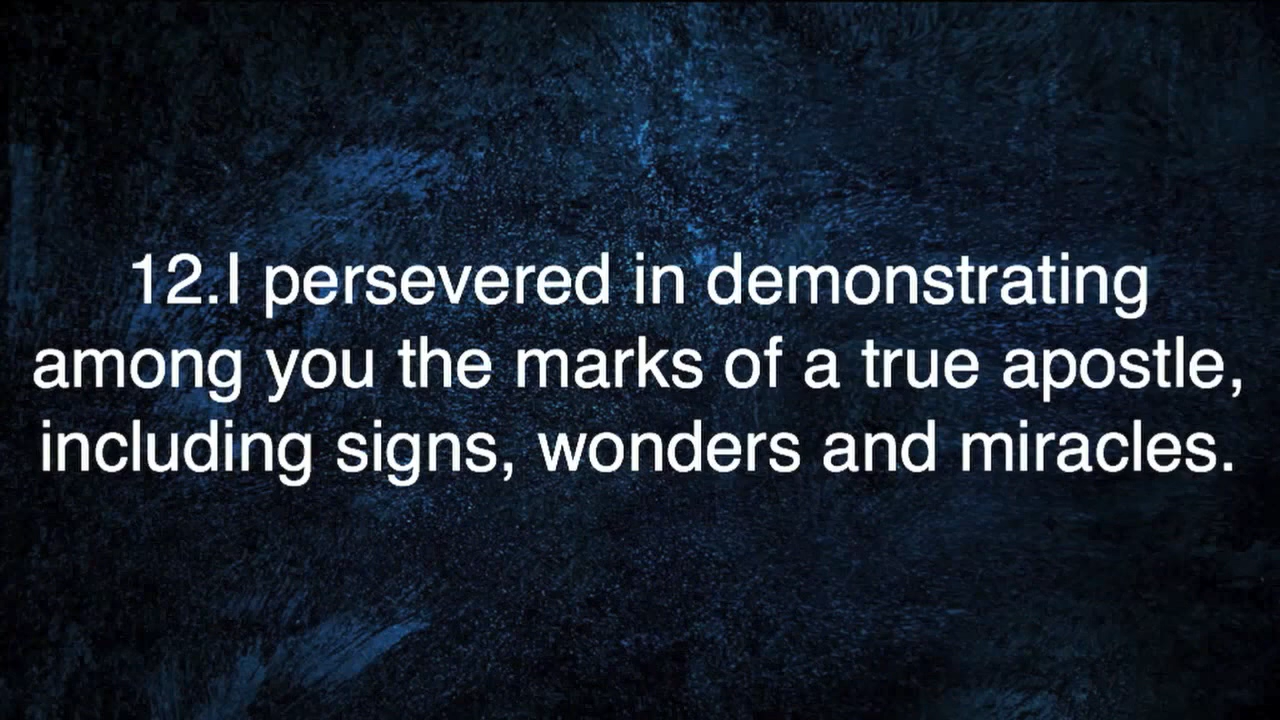 12.I persevered in demonstrating
among you the marks of a true apostle,
including signs, wonders and miracles.